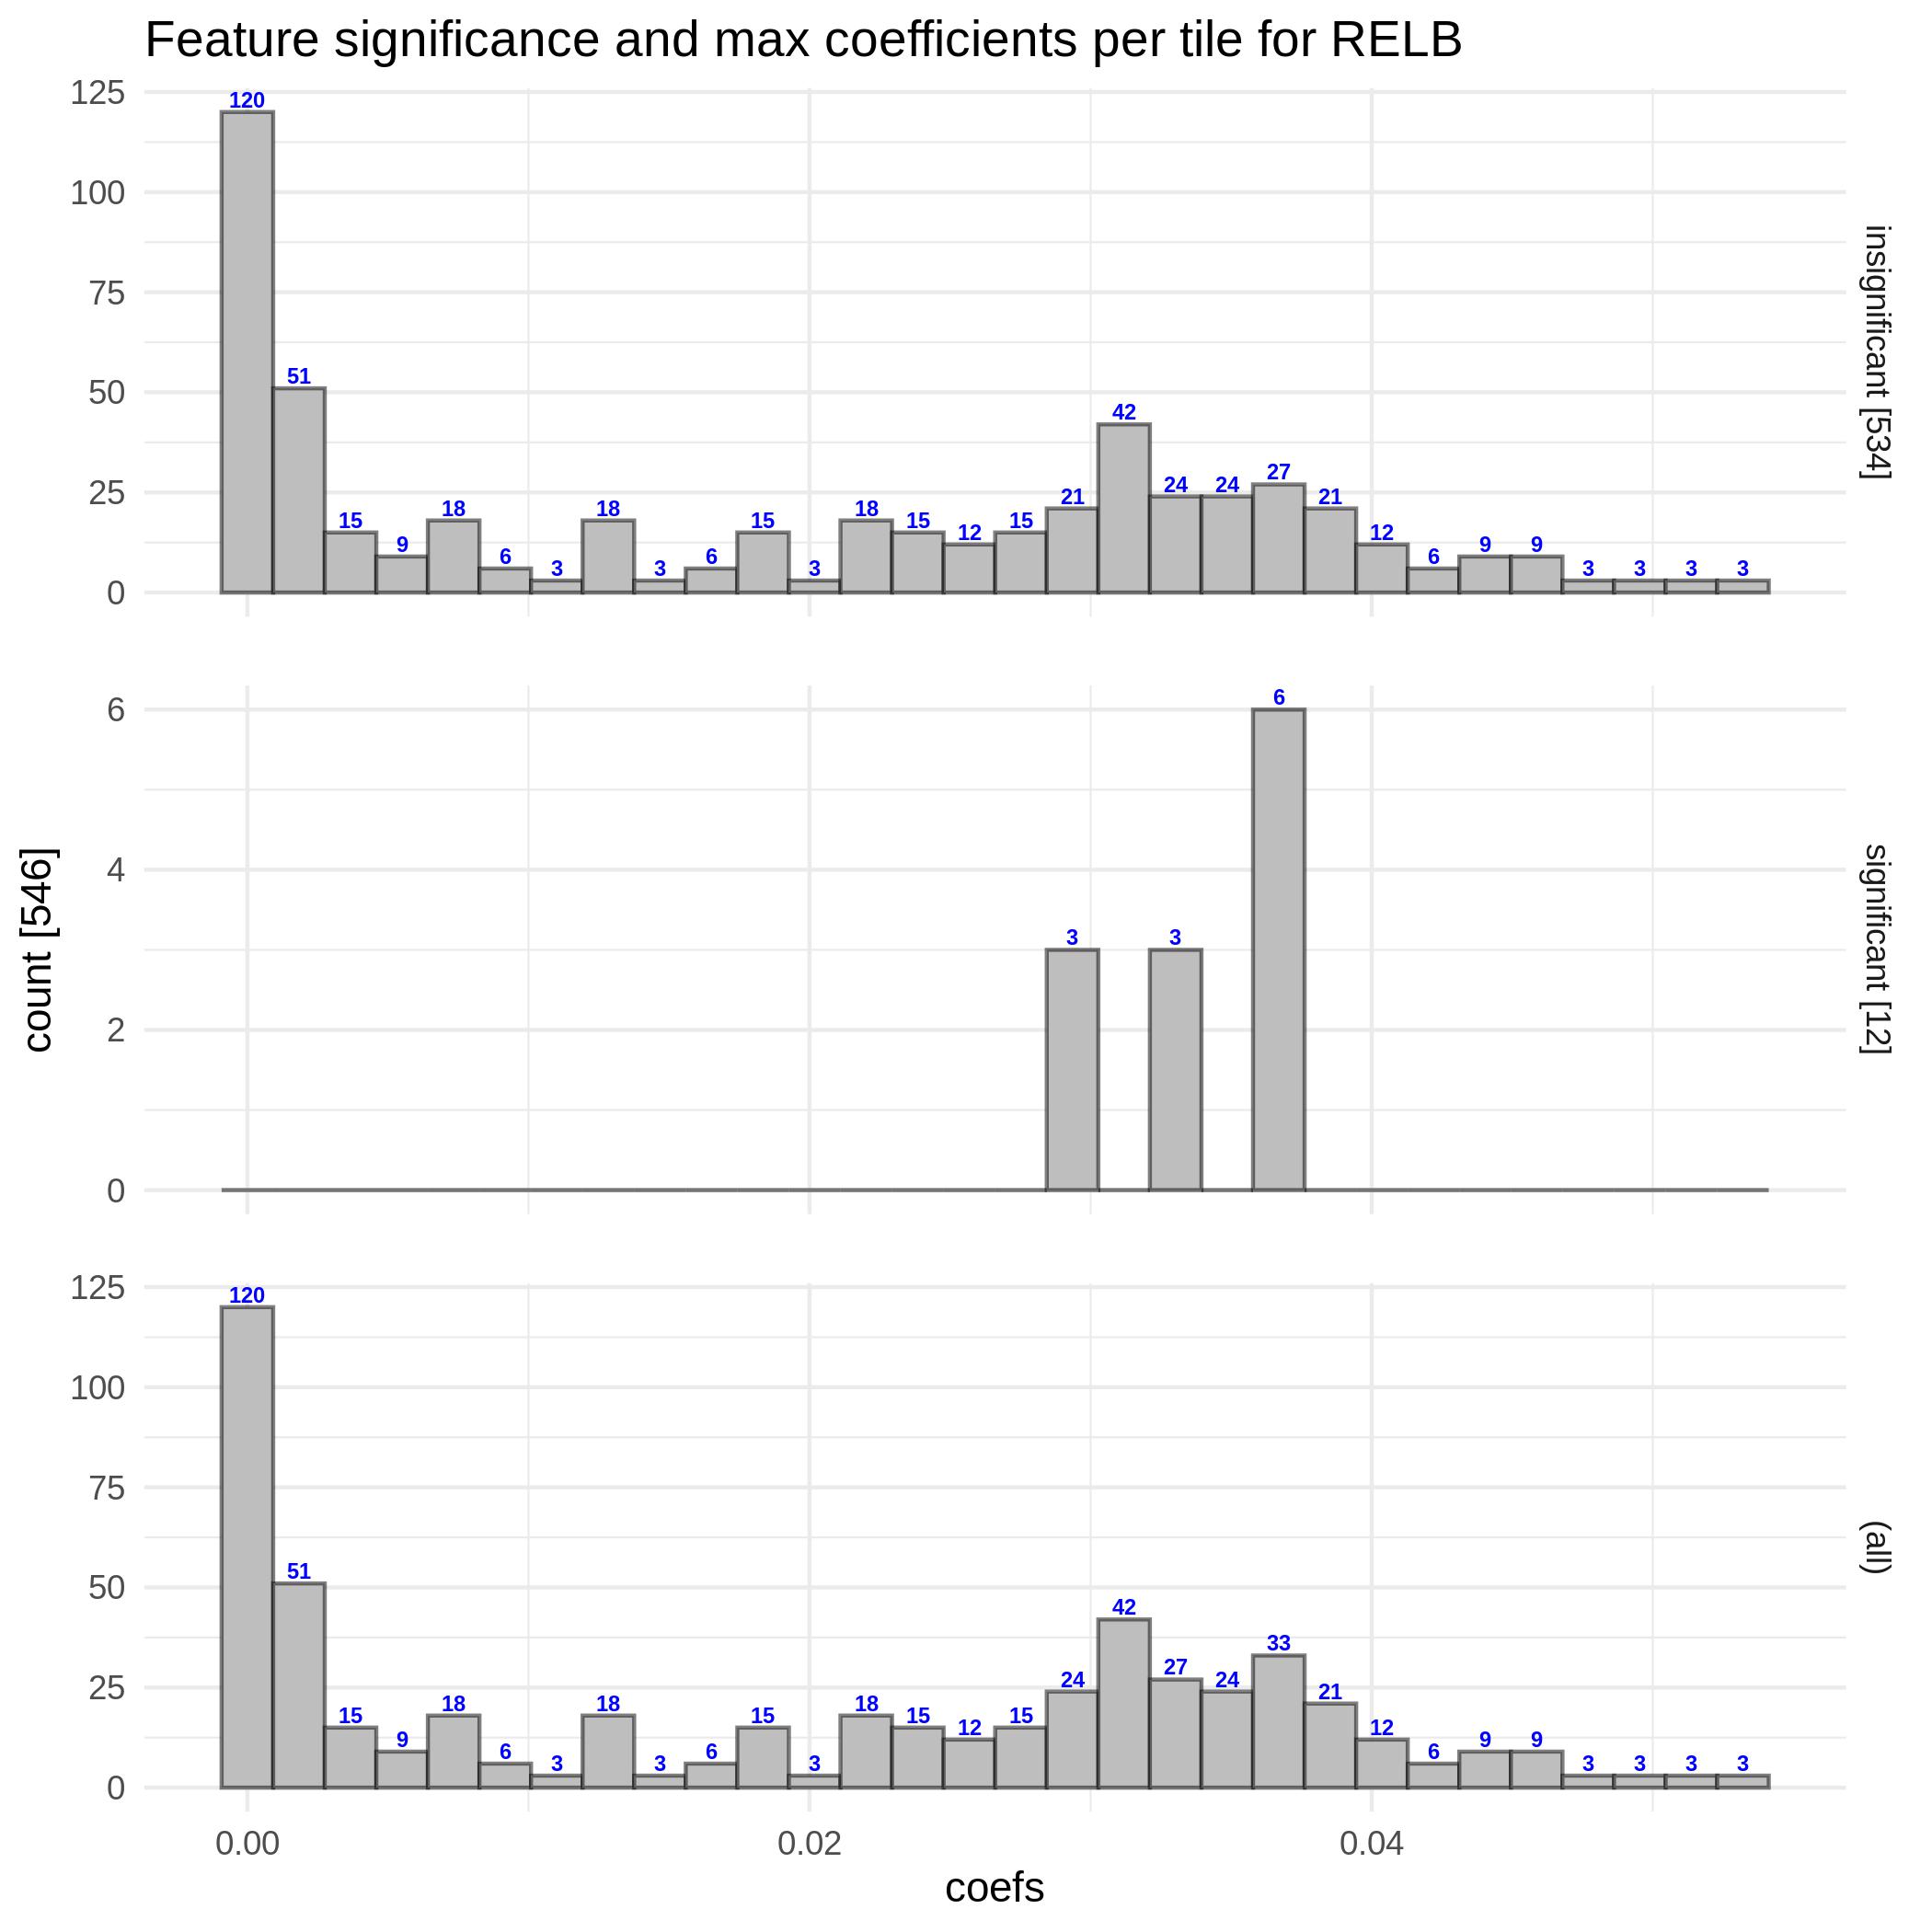 Feature significance and max coefficients per tile for RELB
125
100
75
50
25
0
120 51 15 9 18 6 3 18 3 6 15 3 18 15 12 15 21 42 24 24 27 21 12 6 9 9 3 3 3 3
insignificant [534]
6
4
2
0
3 3 6
significant [12]
count [546]
125
100
75
50
25
0
120 51 15 9 18 6 3 18 3 6 15 3 18 15 12 15 24 42 27 24 33 21 12 6 9 9 3 3 3 3
(all)
0.00 0.02 0.04
coefs